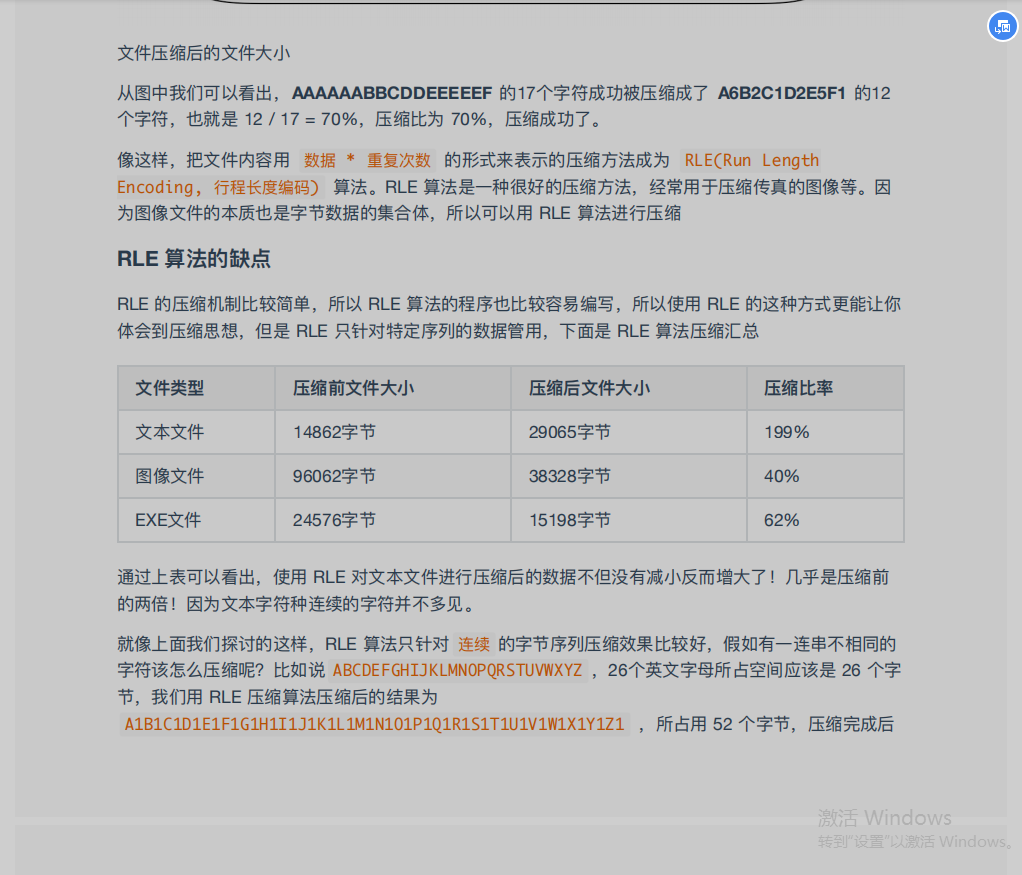 文件压缩后的文件大小
从图中我们可以看出，AAAAAABBCDDEEEEEF 的17个字符成功被压缩成了 A6B2C1D2E5F1 的12
个字符，也就是 12 / 17 = 70%，压缩比为 70%，压缩成功了。
像这样，把文件内容用 数据 * 重复次数 的形式来表示的压缩方法成为 RLE(Run Length
Encoding, 行程长度编码) 算法。RLE 算法是一种很好的压缩方法，经常用于压缩传真的图像等。因
为图像文件的本质也是字节数据的集合体，所以可以用 RLE 算法进行压缩
RLE 算法的缺点
RLE 的压缩机制比较简单，所以 RLE 算法的程序也比较容易编写，所以使用 RLE 的这种方式更能让你
体会到压缩思想，但是 RLE 只针对特定序列的数据管用，下面是 RLE 算法压缩汇总
文件类型 压缩前文件大小 压缩后文件大小 压缩比率
文本文件 14862字节 29065字节 199%
图像文件 96062字节 38328字节 40%
EXE文件 24576字节 15198字节 62%
通过上表可以看出，使用 RLE 对文本文件进行压缩后的数据不但没有减小反而增大了！几乎是压缩前
的两倍！因为文本字符种连续的字符并不多见。
就像上面我们探讨的这样，RLE 算法只针对 连续 的字节序列压缩效果比较好，假如有一连串不相同的
字符该怎么压缩呢？比如说 ABCDEFGHIJKLMNOPQRSTUVWXYZ ，26个英文字母所占空间应该是 26 个字
节，我们用 RLE 压缩算法压缩后的结果为
A1B1C1D1E1F1G1H1I1J1K1L1M1N1O1P1Q1R1S1T1U1V1W1X1Y1Z1 ，所占用 52 个字节，压缩完成后
激活 Windows
转到"设置"以激活 Windows。